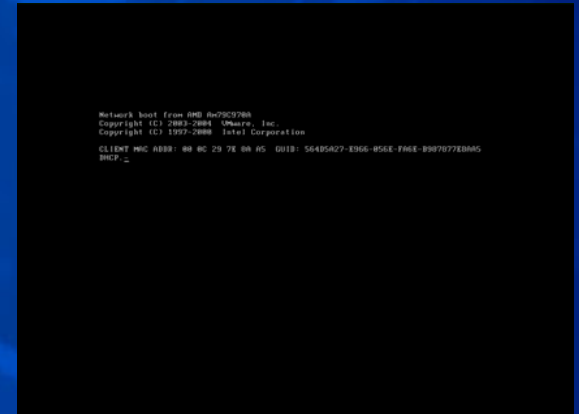 Network boot from AMD Am79C970A
Copyright (C) 2003-2004  VMware, Inc.
Copyright (C) 1997-2000  Intel Corporation
CLIENT MAC ADDR: 00 0C 29 7E 0A A5  GUID: 564D5A27-E966-056E-FA6E-B987B77E0AA5
DHCP._